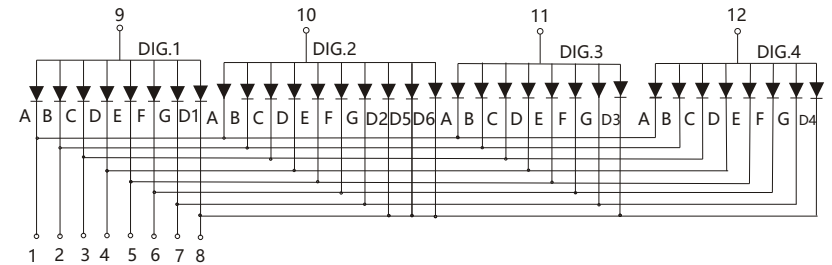 9 10 11 12
DIG.1 DIG.2 DIG.3 DIG.4
A B C D E F G D1 A B C D E F G D2 D5 D6 A B C D E F G D3 A B C D E F G D4
1 2 3 4 5 6 7 8